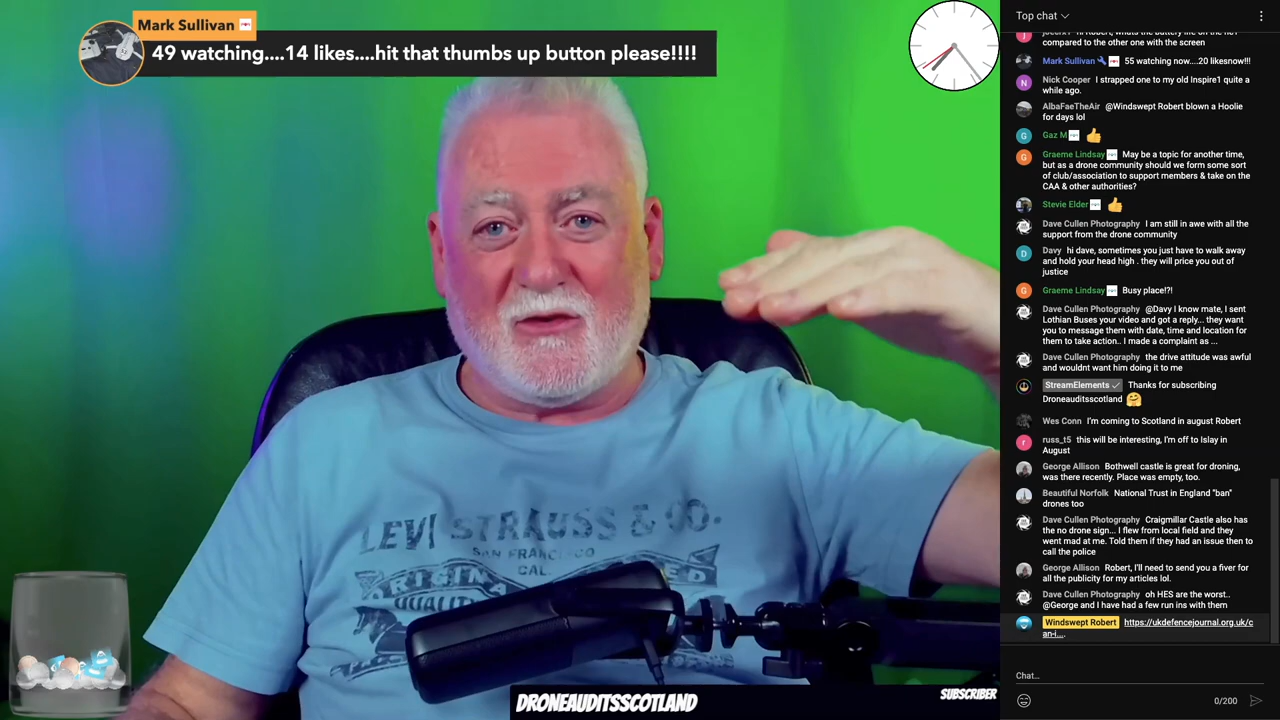 Mark Sullivan
49 watching....14 likes....hit that thumbs up button please!!!!
LEVI STRAUSS & CO.
SAN FRANCISCO
CAL
QUALIT
DRONEAUDITSSCOTLAND
SUBSCRIBER
Top chat
compared to the other one with the screen
Mark Sullivan 55 watching now....20 likesnow!!!
Nick Cooper I strapped one to my old Inspire1 quite a
while ago.
AlbaFaeTheAir @Windswept Robert blown a Hoolie
for days lol
Gaz M
Graeme Lindsay May be a topic for another time,
but as a drone community should we form some sort
of club/association to support members & take on the
CAA & other authorities?
Stevie Elder
Dave Cullen Photography I am still in awe with all the
support from the drone community
Davy hi dave, sometimes you just have to walk away
and hold your head high . they will price you out of
justice
Graeme Lindsay Busy place!?!
Dave Cullen Photography @Davy I know mate, I sent
Lothian Buses your video and got a reply... they want
you to message them with date, time and location for
them to take action.. I made a complaint as ...
Dave Cullen Photography the drive attitude was awful
and wouldnt want him doing it to me
StreamElements Thanks for subscribing
Droneauditsscotland
Wes Conn I'm coming to Scotland in august Robert
russ_t5 this will be interesting, I'm off to Islay in
August
George Allison Bothwell castle is great for droning,
was there recently. Place was empty, too.
Beautiful Norfolk National Trust in England "ban"
drones too
Dave Cullen Photography Craigmillar Castle also has
the no drone sign... I flew from local field and they
went mad at me. Told them if they had an issue then to
call the police
George Allison Robert, I'll need to send you a fiver for
all the publicity for my articles lol.
Dave Cullen Photography oh HES are the worst..
@George and I have had a few run ins with them
Windswept Robert https://ukdefencejournal.org.uk/c
an-i...
Chat...
0/200